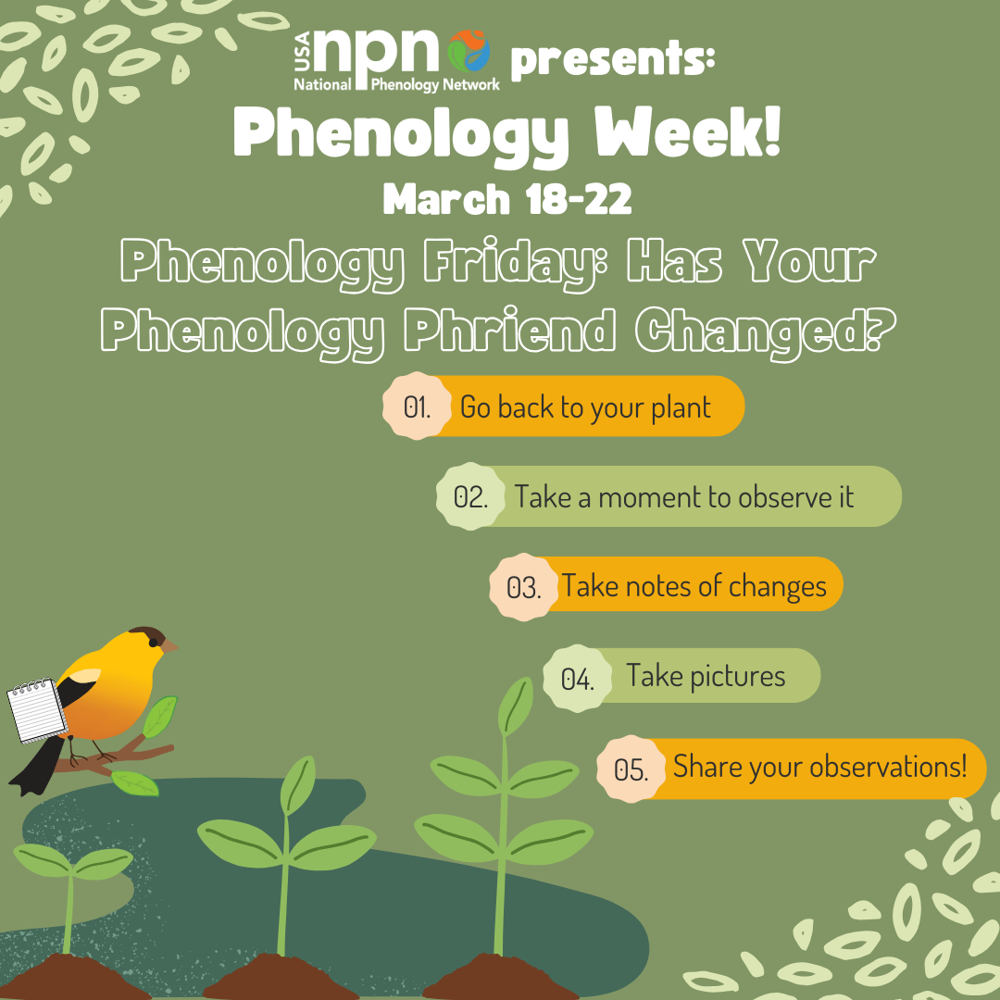 USA npn presents:
National Phenology Network
Phenology Week!
March 18-22
Phenology Friday: Has Your
Phenology Phriend Changed?
01. Go back to your plant
02. Take a moment to observe it
03. Take notes of changes
04. Take pictures
05. Share your observations!